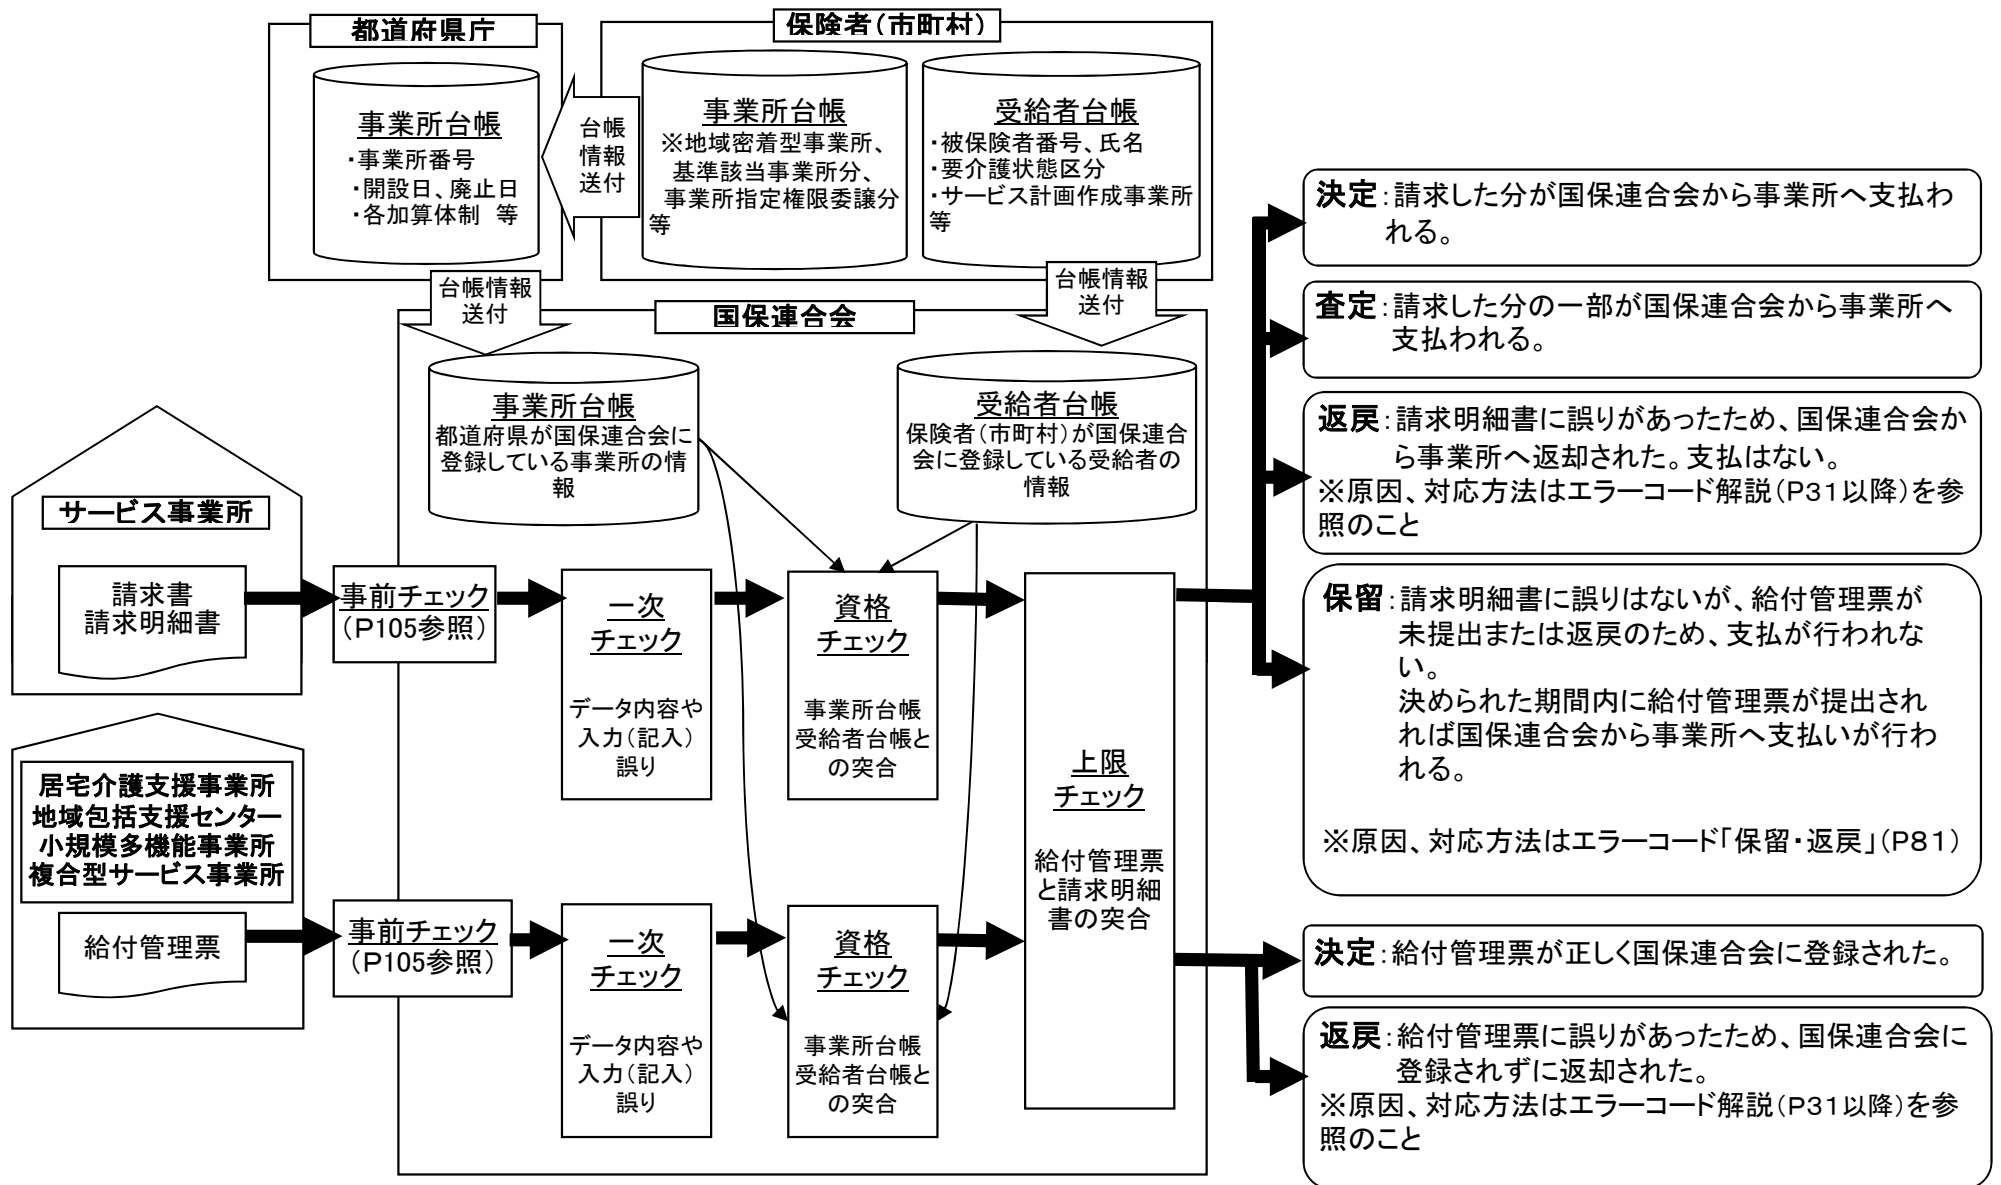 都道府県庁
事業所台帳
・事業所番号
・開設日、廃止日
・各加算体制　等
台帳
情報
送付
保険者（市町村）
事業所台帳
※地域密着型事業所、
基準該当事業所分、
事業所指定権限委譲分
等
受給者台帳
・被保険者番号、氏名
・要介護状態区分
・サービス計画作成事業所
等
台帳情報
送付
台帳情報
送付
国保連合会
事業所台帳
都道府県が国保連合会に
登録している事業所の情
報
受給者台帳
保険者（市町村）が国保連合
会に登録している受給者の
情報
サービス事業所
請求書
請求明細書
事前チェック
（P105参照）
一次
チェック
データ内容や
入力（記入）
誤り
資格
チェック
事業所台帳
受給者台帳と
の突合
居宅介護支援事業所
地域包括支援センター
小規模多機能事業所
複合型サービス事業所
給付管理票
事前チェック
（P105参照）
一次
チェック
データ内容や
入力（記入）
誤り
資格
チェック
事業所台帳
受給者台帳と
の突合
上限
チェック
給付管理票
と請求明細
書の突合
決定：請求した分が国保連合会から事業所へ支払わ
れる。
査定：請求した分の一部が国保連合会から事業所へ
支払われる。
返戻：請求明細書に誤りがあったため、国保連合会か
ら事業所へ返却された。支払はない。
※原因、対応方法はエラーコード解説（P31以降）を参
照のこと
保留：請求明細書に誤りはないが、給付管理票が
未提出または返戻のため、支払が行われな
い。
決められた期間内に給付管理票が提出され
れば国保連合会から事業所へ支払いが行わ
れる。
※原因、対応方法はエラーコード「保留・返戻」（P81）
決定：給付管理票が正しく国保連合会に登録された。
返戻：給付管理票に誤りがあったため、国保連合会に
登録されずに返却された。
※原因、対応方法はエラーコード解説（P31以降）を参
照のこと